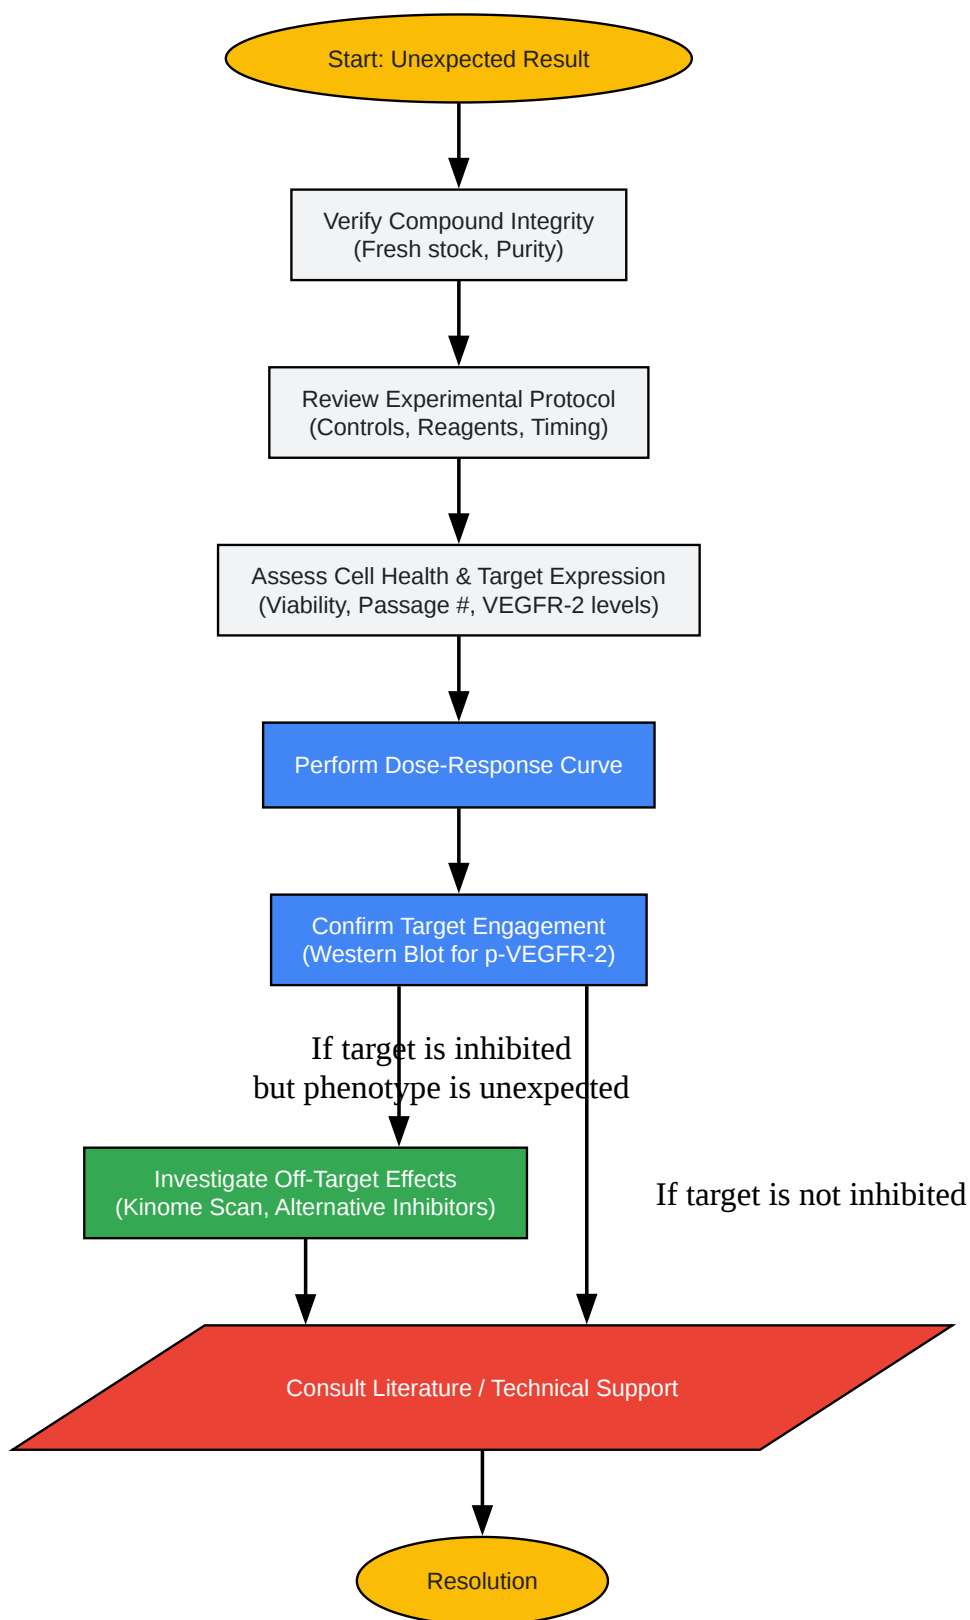 Start: Unexpected Result
Verify Compound Integrity
(Fresh stock, Purity)
Review Experimental Protocol
(Controls, Reagents, Timing)
Assess Cell Health & Target Expression
(Viability, Passage #, VEGFR-2 levels)
Perform Dose-Response Curve
Confirm Target Engagement
(Western Blot for p-VEGFR-2)
If target is inhibited
but phenotype is unexpected
Investigate Off-Target Effects
(Kinome Scan, Alternative Inhibitors)
If target is not inhibited
Consult Literature / Technical Support
Resolution